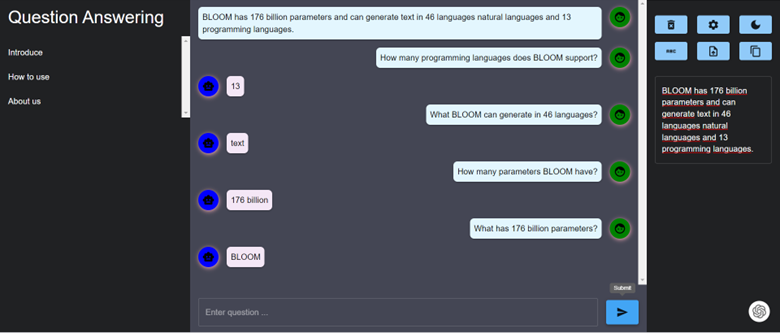 Question Answering
Introduce
How to use
About us
BLOOM has 176 billion parameters and can generate text in 46 languages natural languages and 13
programming languages.
How many programming languages does BLOOM support?
13
What BLOOM can generate in 46 languages?
text
How many parameters BLOOM have?
176 billion
What has 176 billion parameters?
BLOOM
Submit
Enter question ...
ABC
BLOOM has 176 billion
parameters and can
generate text in 46
languages natural
languages and 13
programming languages.